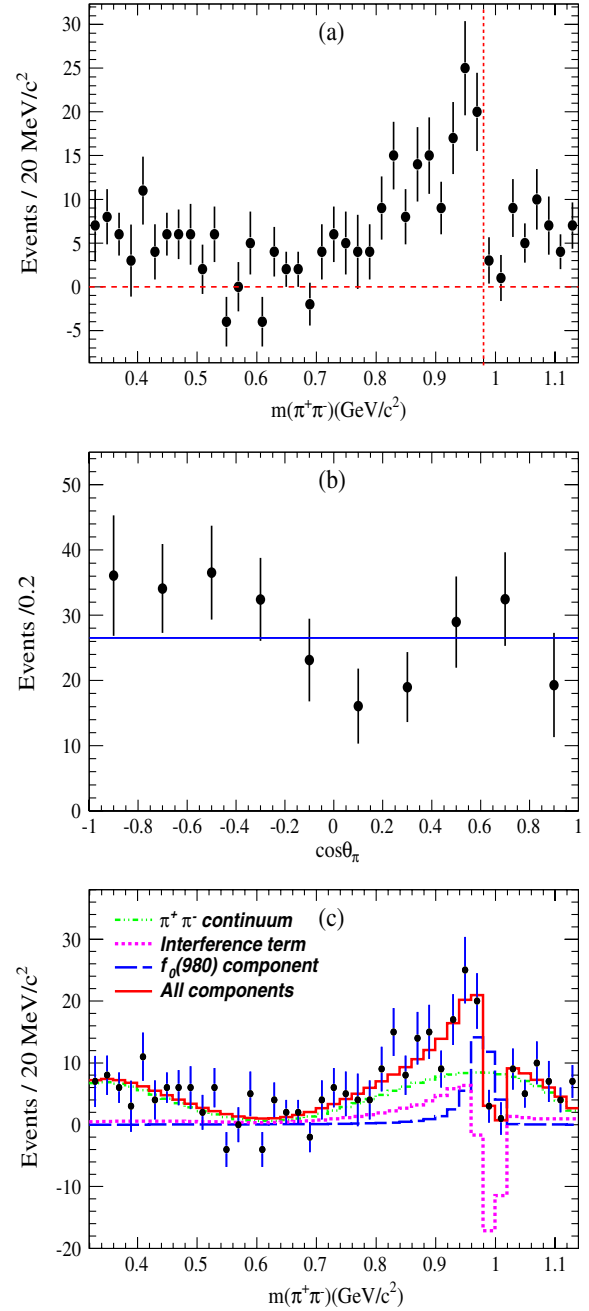 (a)
Events / 20 MeV/c²
30
25
20
15
10
5
0
-5
0.4 0.5 0.6 0.7 0.8 0.9 1 1.1
m(π⁺π⁻)(GeV/c²)
(b)
Events /0.2
50
40
30
20
10
0
-1 -0.8 -0.6 -0.4 -0.2 0 0.2 0.4 0.6 0.8 1
cosθπ
(c)
π⁺ π⁻ continuum
Interference term
f₀(980) component
All components
Events / 20 MeV/c²
30
20
10
0
-10
-20
0.4 0.5 0.6 0.7 0.8 0.9 1 1.1
m(π⁺π⁻)(GeV/c²)